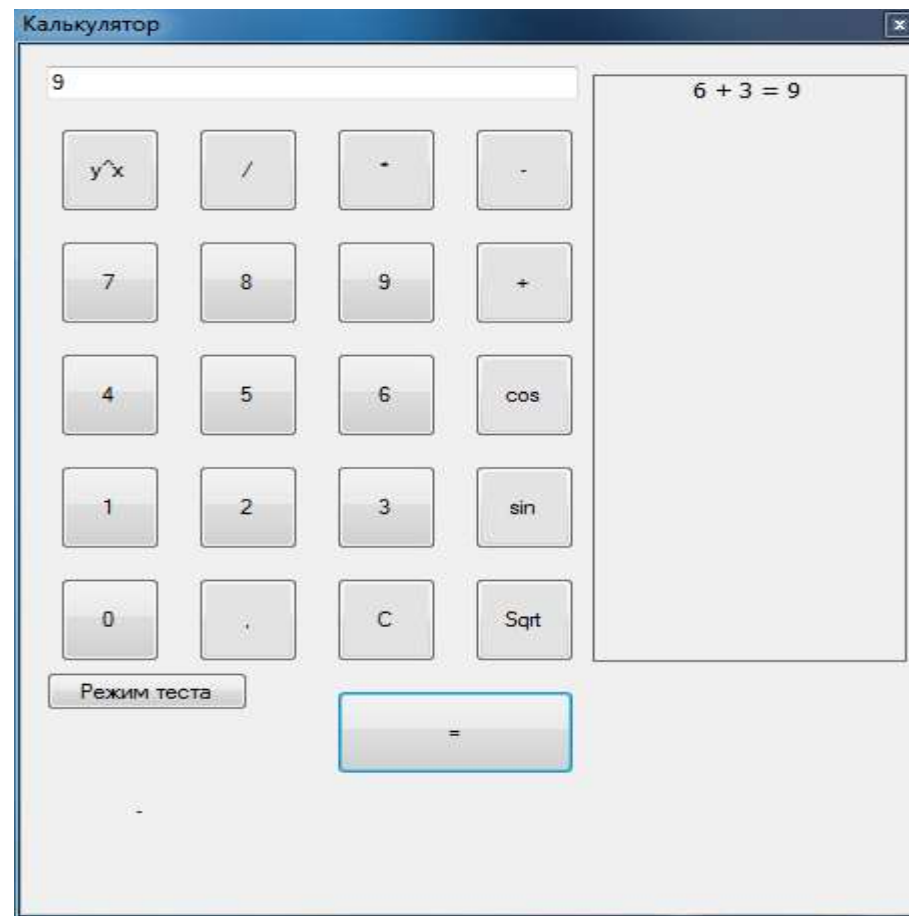 Калькулятор x
9
6 + 3 = 9
y^x / * -
7 8 9 +
4 5 6 cos
1 2 3 sin
0 , C Sqrt
Режим теста
=
-